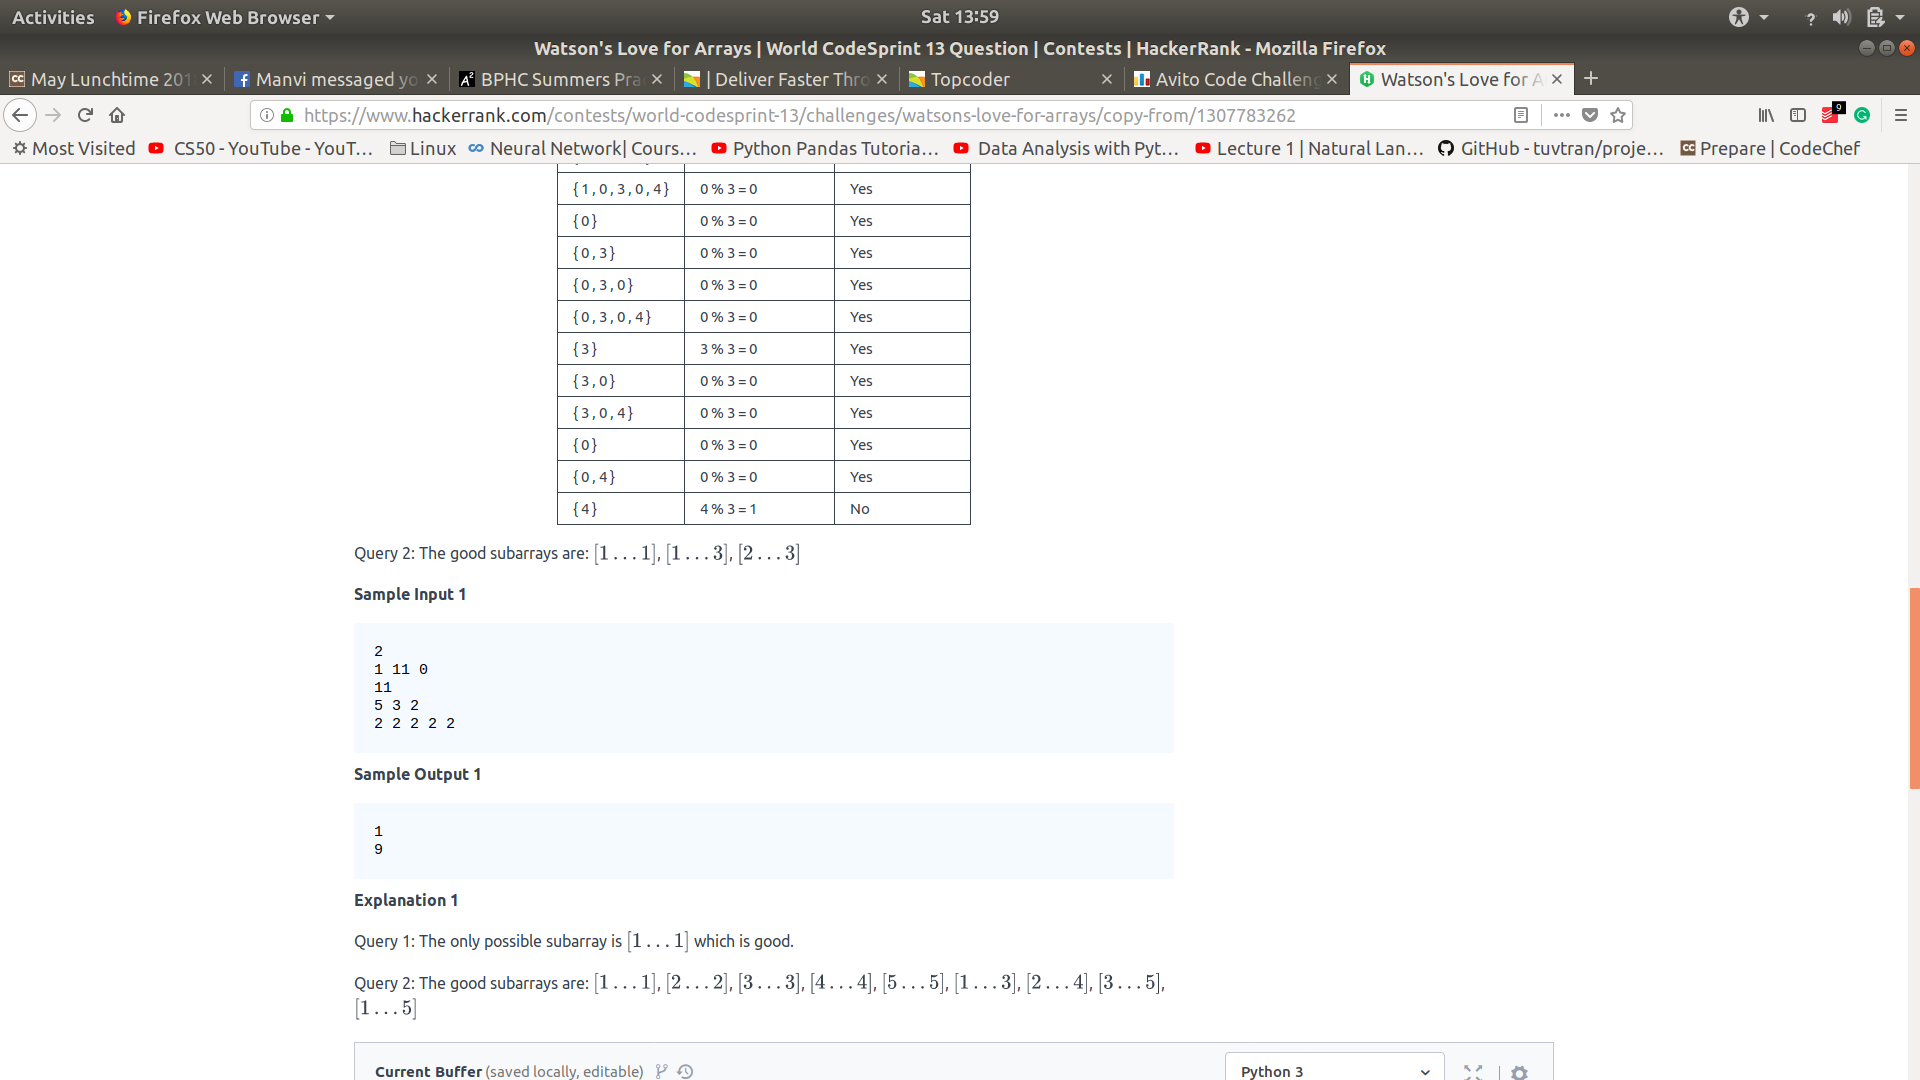 Activities Firefox Web Browser Sat 13:59 ?
Watson's Love for Arrays | World CodeSprint 13 Question | Contests | HackerRank - Mozilla Firefox
May Lunchtime 201 Manvi messaged yo BPHC Summers Pra | Deliver Faster Thro Topcoder Avito Code Challeng Watson's Love for A
https://www.hackerrank.com/contests/world-codesprint-13/challenges/watsons-love-for-arrays/copy-from/1307783262 9
Most Visited CS50 - YouTube - YouT... Linux Neural Network| Cours... Python Pandas Tutoria... Data Analysis with Pyt... Lecture 1 | Natural Lan... GitHub - tuvtran/proje... Prepare | CodeChef
{1,0,3,0,4} 0 % 3 = 0 Yes
{0} 0 % 3 = 0 Yes
{0,3} 0 % 3 = 0 Yes
{0,3,0} 0 % 3 = 0 Yes
{0,3,0,4} 0 % 3 = 0 Yes
{3} 3 % 3 = 0 Yes
{3,0} 0 % 3 = 0 Yes
{3,0,4} 0 % 3 = 0 Yes
{0} 0 % 3 = 0 Yes
{0,4} 0 % 3 = 0 Yes
{4} 4 % 3 = 1 No
Query 2: The good subarrays are: [1...1], [1...3], [2...3]
Sample Input 1
2
1 11 0
11
5 3 2
2 2 2 2 2
Sample Output 1
1
9
Explanation 1
Query 1: The only possible subarray is [1...1] which is good.
Query 2: The good subarrays are: [1...1], [2...2], [3...3], [4...4], [5...5], [1...3], [2...4], [3...5],
[1...5]
Current Buffer (saved locally, editable) Python 3